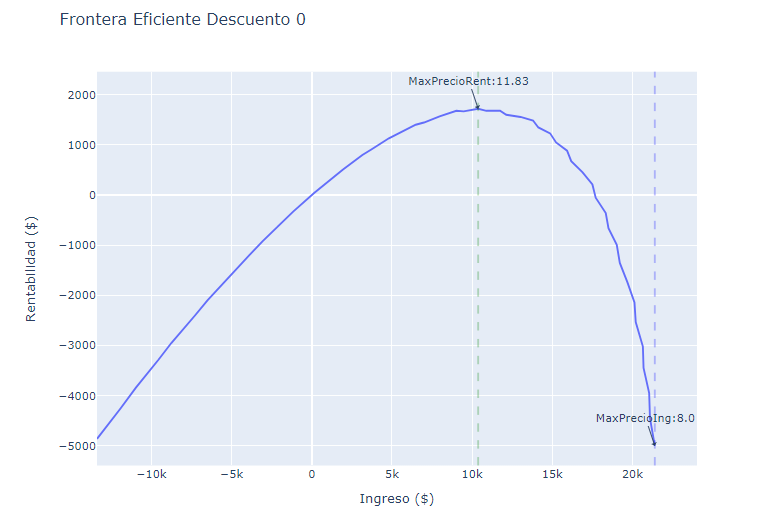 Frontera Eficiente Descuento 0
MaxPrecioRent:11.83
2000
1000
0
−1000
−2000
−3000
−4000
−5000
Rentabilidad ($)
MaxPrecioIng:8.0
−10k
−5k
0
5k
10k
15k
20k
Ingreso ($)